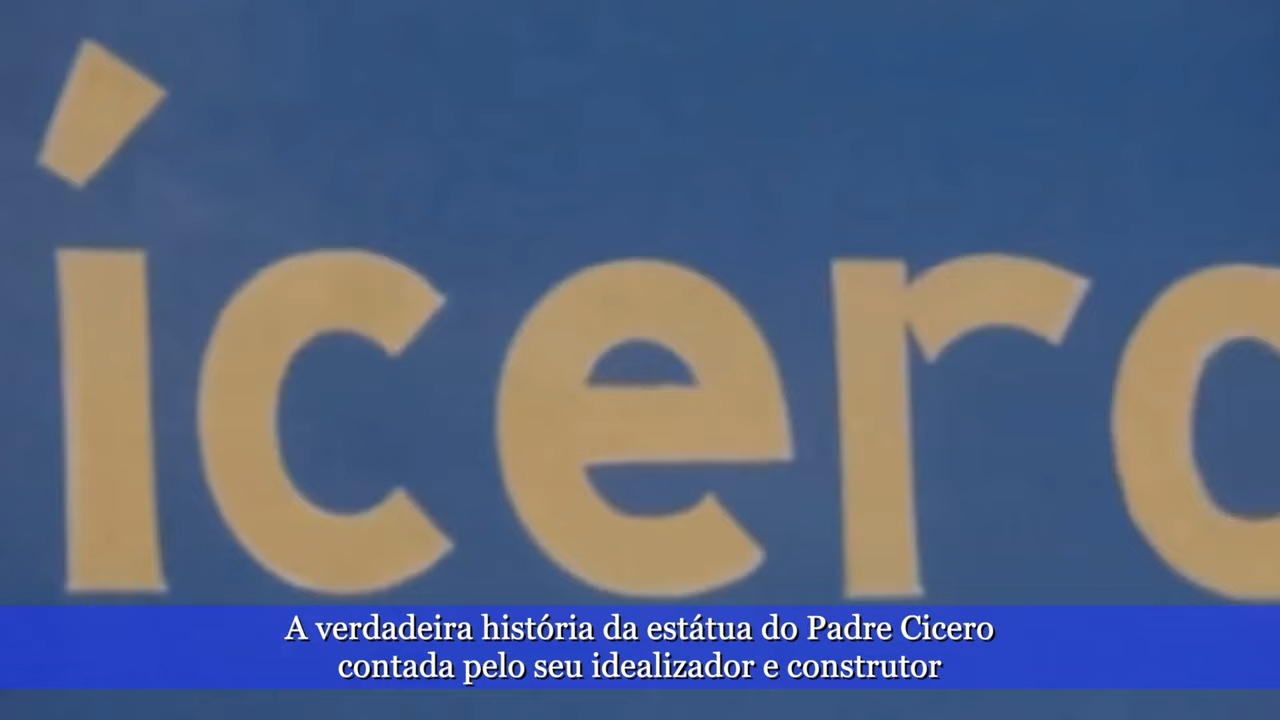 ícero
A verdadeira história da estátua do Padre Cicero
contada pelo seu idealizador e construtor